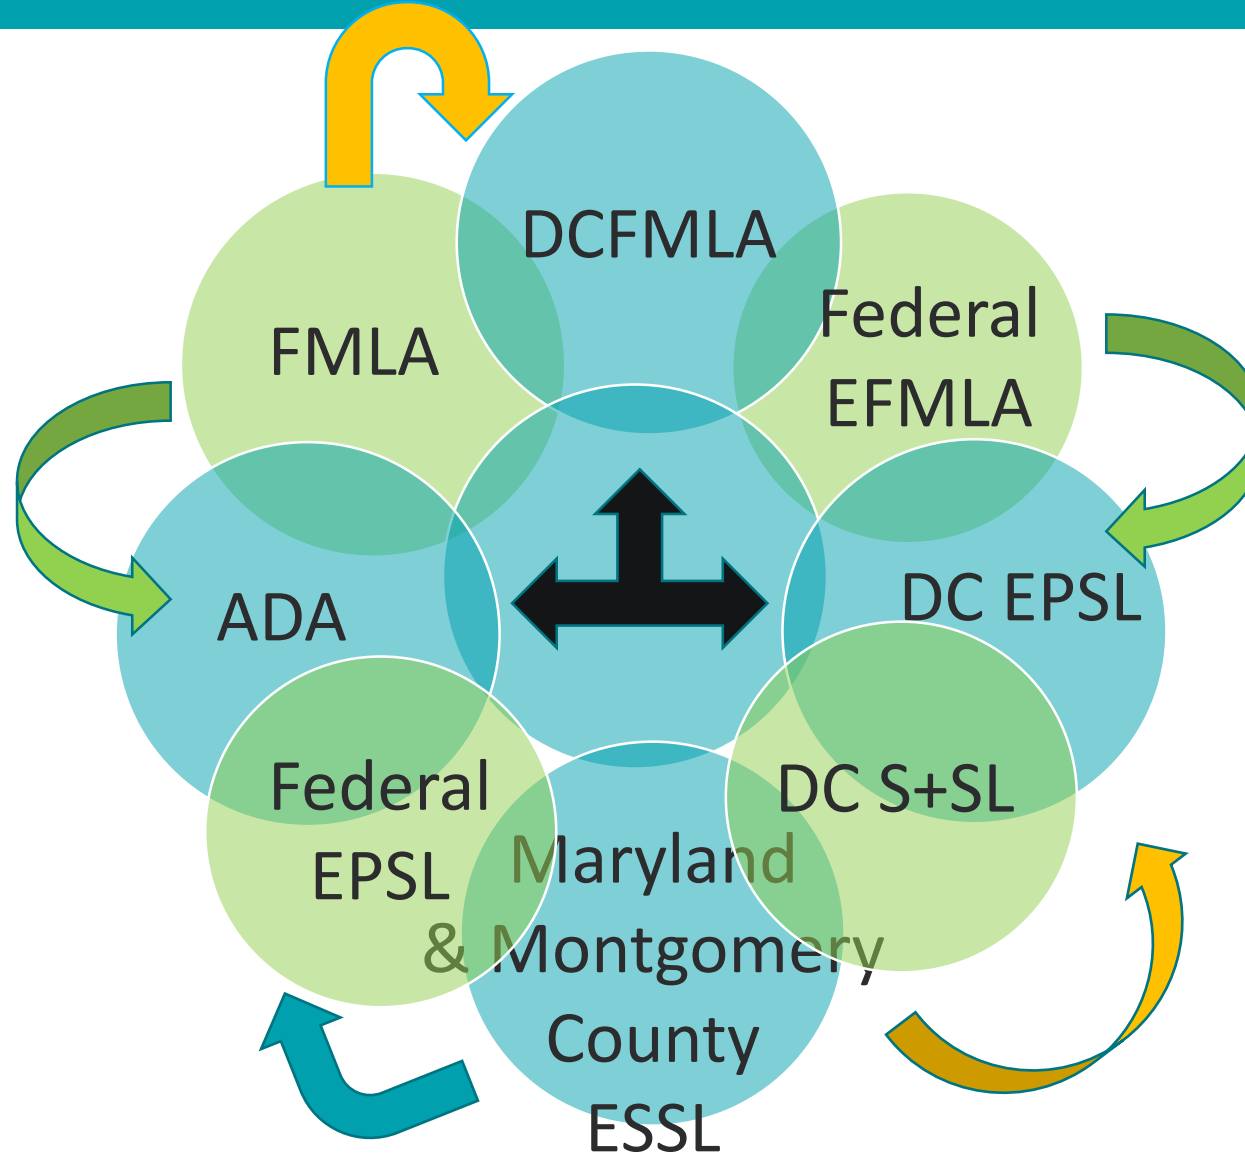 DCFMLA
FMLA
Federal
EFMLA
ADA
DC EPSL
Federal
EPSL
DC S+SL
Maryland
& Montgomery
County
ESSL